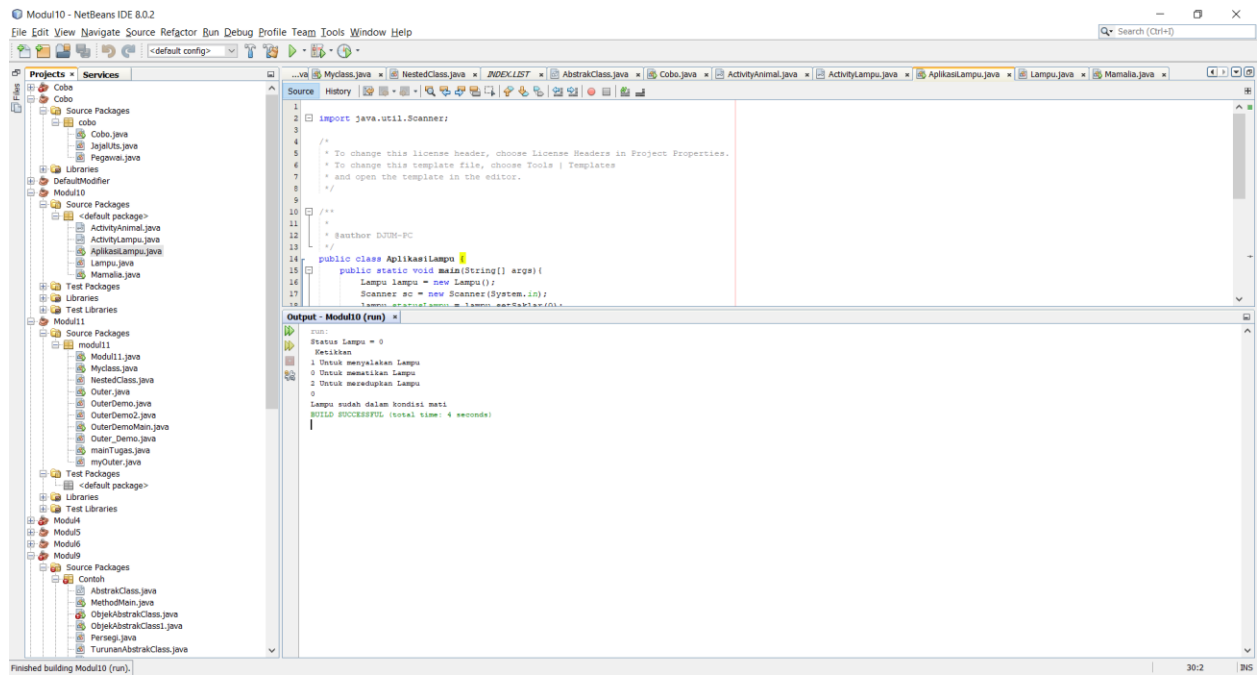 Modul10 - NetBeans IDE 8.0.2
File Edit View Navigate Source Refactor Run Debug Profile Team Tools Window Help
Search (Ctrl+I)
<default config>
Files
Projects × Services
Coba
Cobo
Source Packages
cobo
Cobo.java
JajalUts.java
Pegawai.java
Libraries
DefaultModifier
Modul10
Source Packages
<default package>
ActivityAnimal.java
ActivityLampu.java
AplikasiLampu.java
Lampu.java
Mamalia.java
Test Packages
Libraries
Test Libraries
Modul11
Source Packages
modul11
Modul11.java
Myclass.java
NestedClass.java
Outer.java
OuterDemo.java
OuterDemo2.java
OuterDemoMain.java
Outer_Demo.java
mainTugas.java
myOuter.java
Test Packages
<default package>
Libraries
Test Libraries
Modul4
Modul5
Modul6
Modul9
Source Packages
Contoh
AbstrakClass.java
MethodMain.java
ObjekAbstrakClass.java
ObjekAbstrakClass1.java
Persegi.java
TurunanAbstrakClass.java
...va Myclass.java × NestedClass.java × INDEX.LIST × AbstrakClass.java × Cobo.java × ActivityAnimal.java × ActivityLampu.java × AplikasiLampu.java × Lampu.java × Mamalia.java ×
Source History
1
2 import java.util.Scanner;
3
4 /*
5 * To change this license header, choose License Headers in Project Properties.
6 * To change this template file, choose Tools | Templates
7 * and open the template in the editor.
8 */
9
10 /**
11 *
12 * @author DJUM-PC
13 */
14 public class AplikasiLampu {
15 public static void main(String[] args){
16 Lampu lampu = new Lampu();
17 Scanner sc = new Scanner(System.in);
18 Lampu statusLampu = lampu.setSaklar(0);
Output - Modul10 (run) ×
run:
Status Lampu = 0
Ketikkan
1 Untuk menyalakan Lampu
0 Untuk mematikan Lampu
2 Untuk meredupkan Lampu
0
Lampu sudah dalam kondisi mati
BUILD SUCCESSFUL (total time: 4 seconds)
Finished building Modul10 (run).
30:2
INS